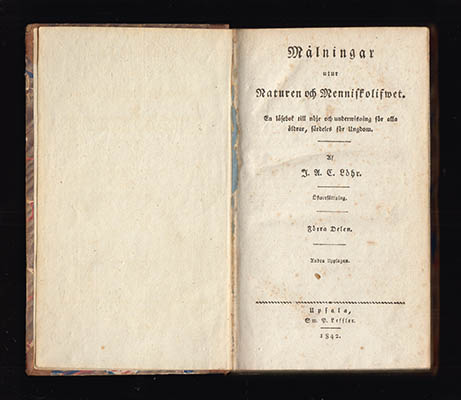 Målningar
utur
Naturen och Menniskolifwet.
En läsebok till nöje och underwisning för alla
åldrar, särdeles för Ungdom.
Af
J. A. C. Löhr.
Öfwersättning.
Förra Delen.
Andra Upplagan.
Upsala,
Em. P. Leffler.
1842.